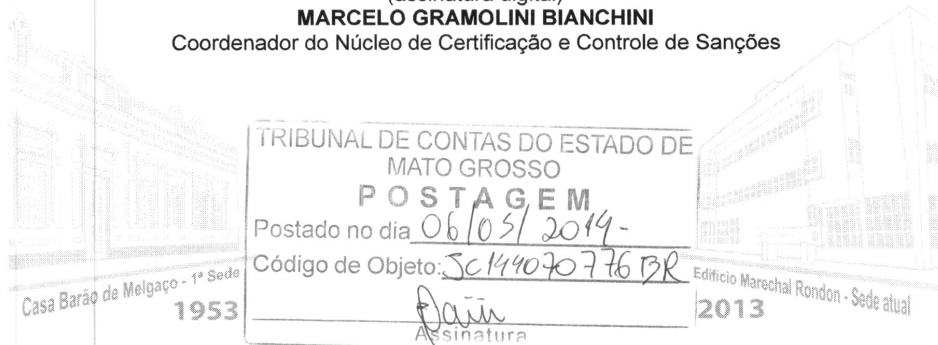 (assinatura digital)
MARCELO GRAMOLINI BIANCHINI
Coordenador do Núcleo de Certificação e Controle de Sanções
TRIBUNAL DE CONTAS DO ESTADO DE
MATO GROSSO
POSTAGEM
Postado no dia 06/05/2014-
Código de Objeto: JC144070776BR
Assinatura
Casa Barão de Melgaço - 1ª Sede
1953
Edifício Marechal Rondon - Sede atual
2013